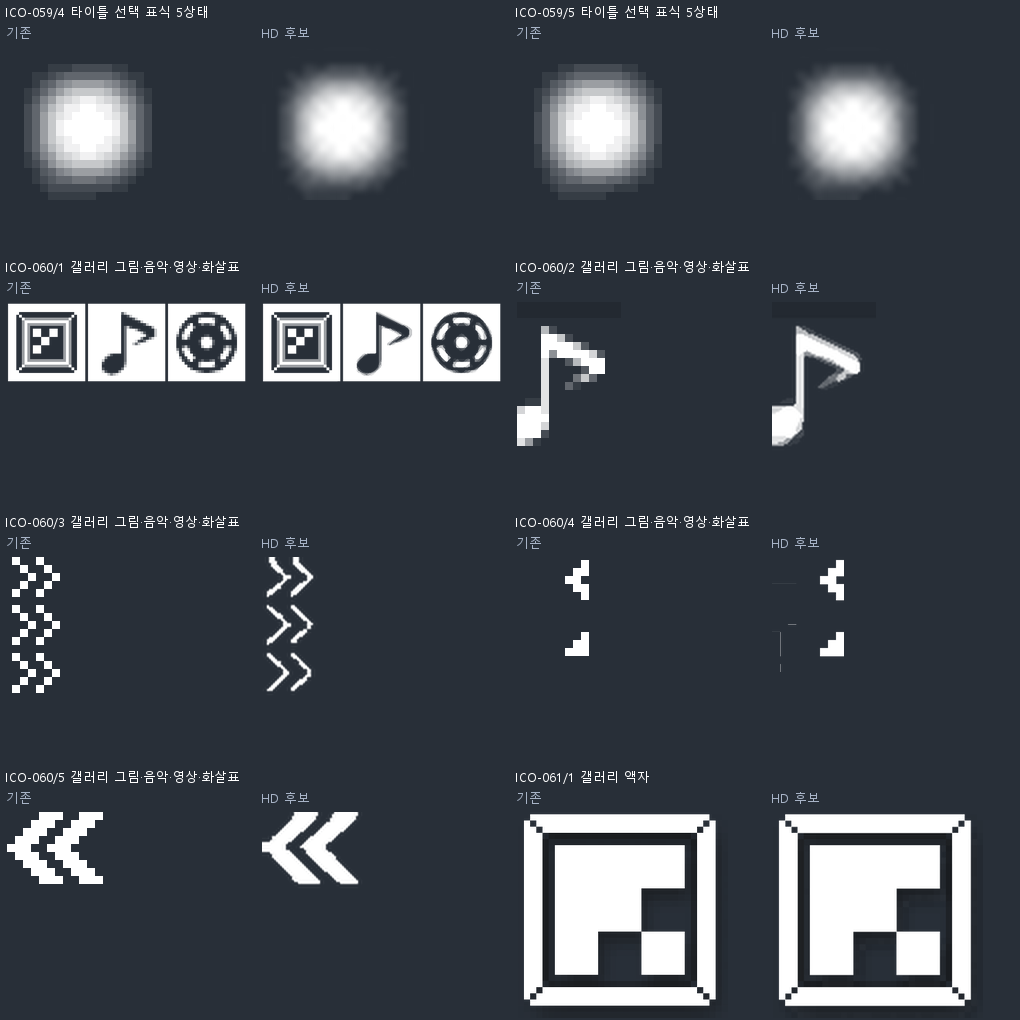 ICO-059/4 타이틀 선택 표식 5상태
기존 HD 후보
ICO-059/5 타이틀 선택 표식 5상태
기존 HD 후보
ICO-060/1 갤러리 그림·음악·영상·화살표
기존 HD 후보
ICO-060/2 갤러리 그림·음악·영상·화살표
기존 HD 후보
ICO-060/3 갤러리 그림·음악·영상·화살표
기존 HD 후보
ICO-060/4 갤러리 그림·음악·영상·화살표
기존 HD 후보
ICO-060/5 갤러리 그림·음악·영상·화살표
기존 HD 후보
ICO-061/1 갤러리 액자
기존 HD 후보